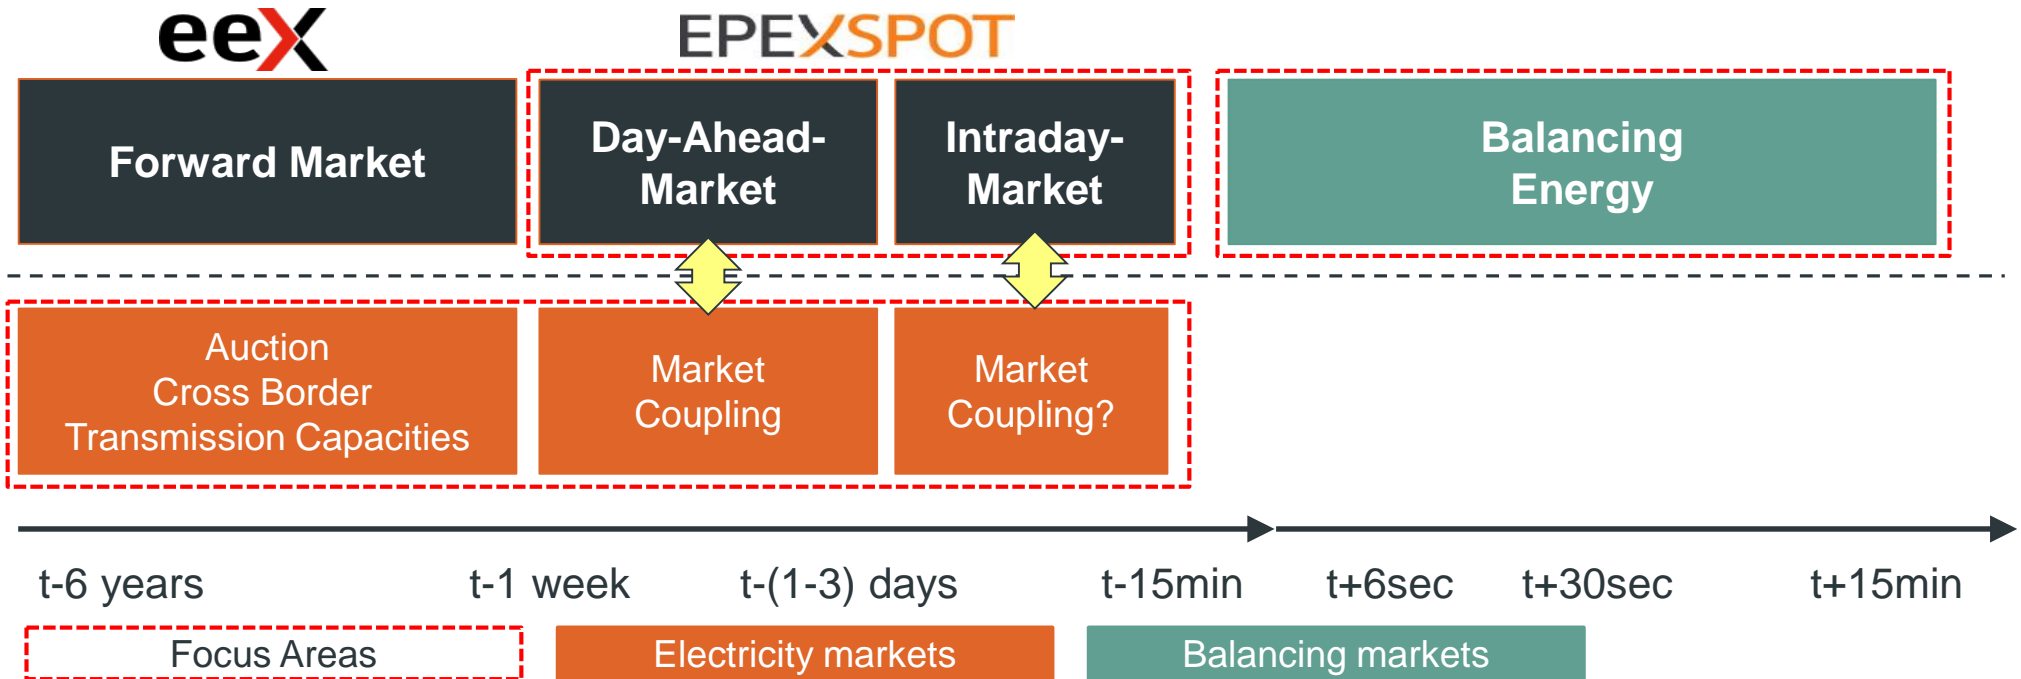 eex
EPEXSPOT
Forward Market
Day-Ahead-
Market
Intraday-
Market
Balancing
Energy
Auction
Cross Border
Transmission Capacities
Market
Coupling
Market
Coupling?
t-6 years
t-1 week
t-(1-3) days
t-15min
t+6sec
t+30sec
t+15min
Focus Areas
Electricity markets
Balancing markets